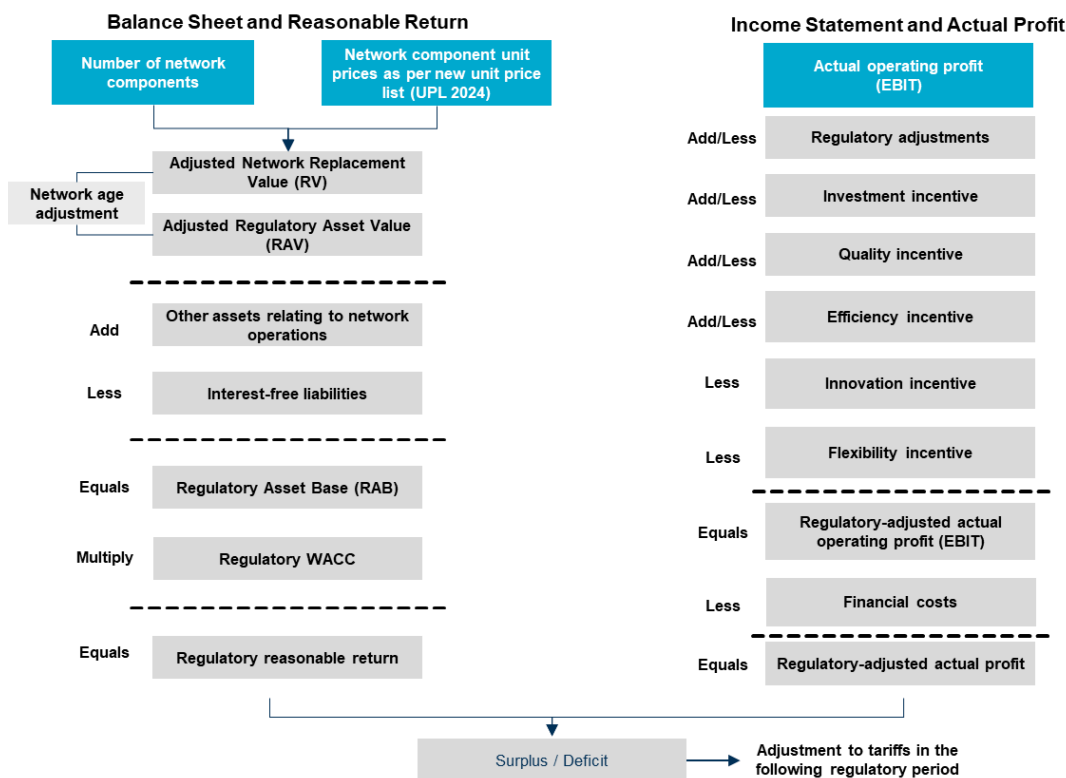 Balance Sheet and Reasonable Return
Number of network
components
Network component unit
prices as per new unit price
list (UPL 2024)
Adjusted Network Replacement
Value (RV)
Network age
adjustment
Adjusted Regulatory Asset Value
(RAV)
Add
Other assets relating to network
operations
Less
Interest-free liabilities
Equals
Regulatory Asset Base (RAB)
Multiply
Regulatory WACC
Equals
Regulatory reasonable return
Income Statement and Actual Profit
Actual operating profit
(EBIT)
Add/Less
Regulatory adjustments
Add/Less
Investment incentive
Add/Less
Quality incentive
Add/Less
Efficiency incentive
Less
Innovation incentive
Less
Flexibility incentive
Equals
Regulatory-adjusted actual
operating profit (EBIT)
Less
Financial costs
Equals
Regulatory-adjusted actual profit
Surplus / Deficit
Adjustment to tariffs in the
following regulatory period